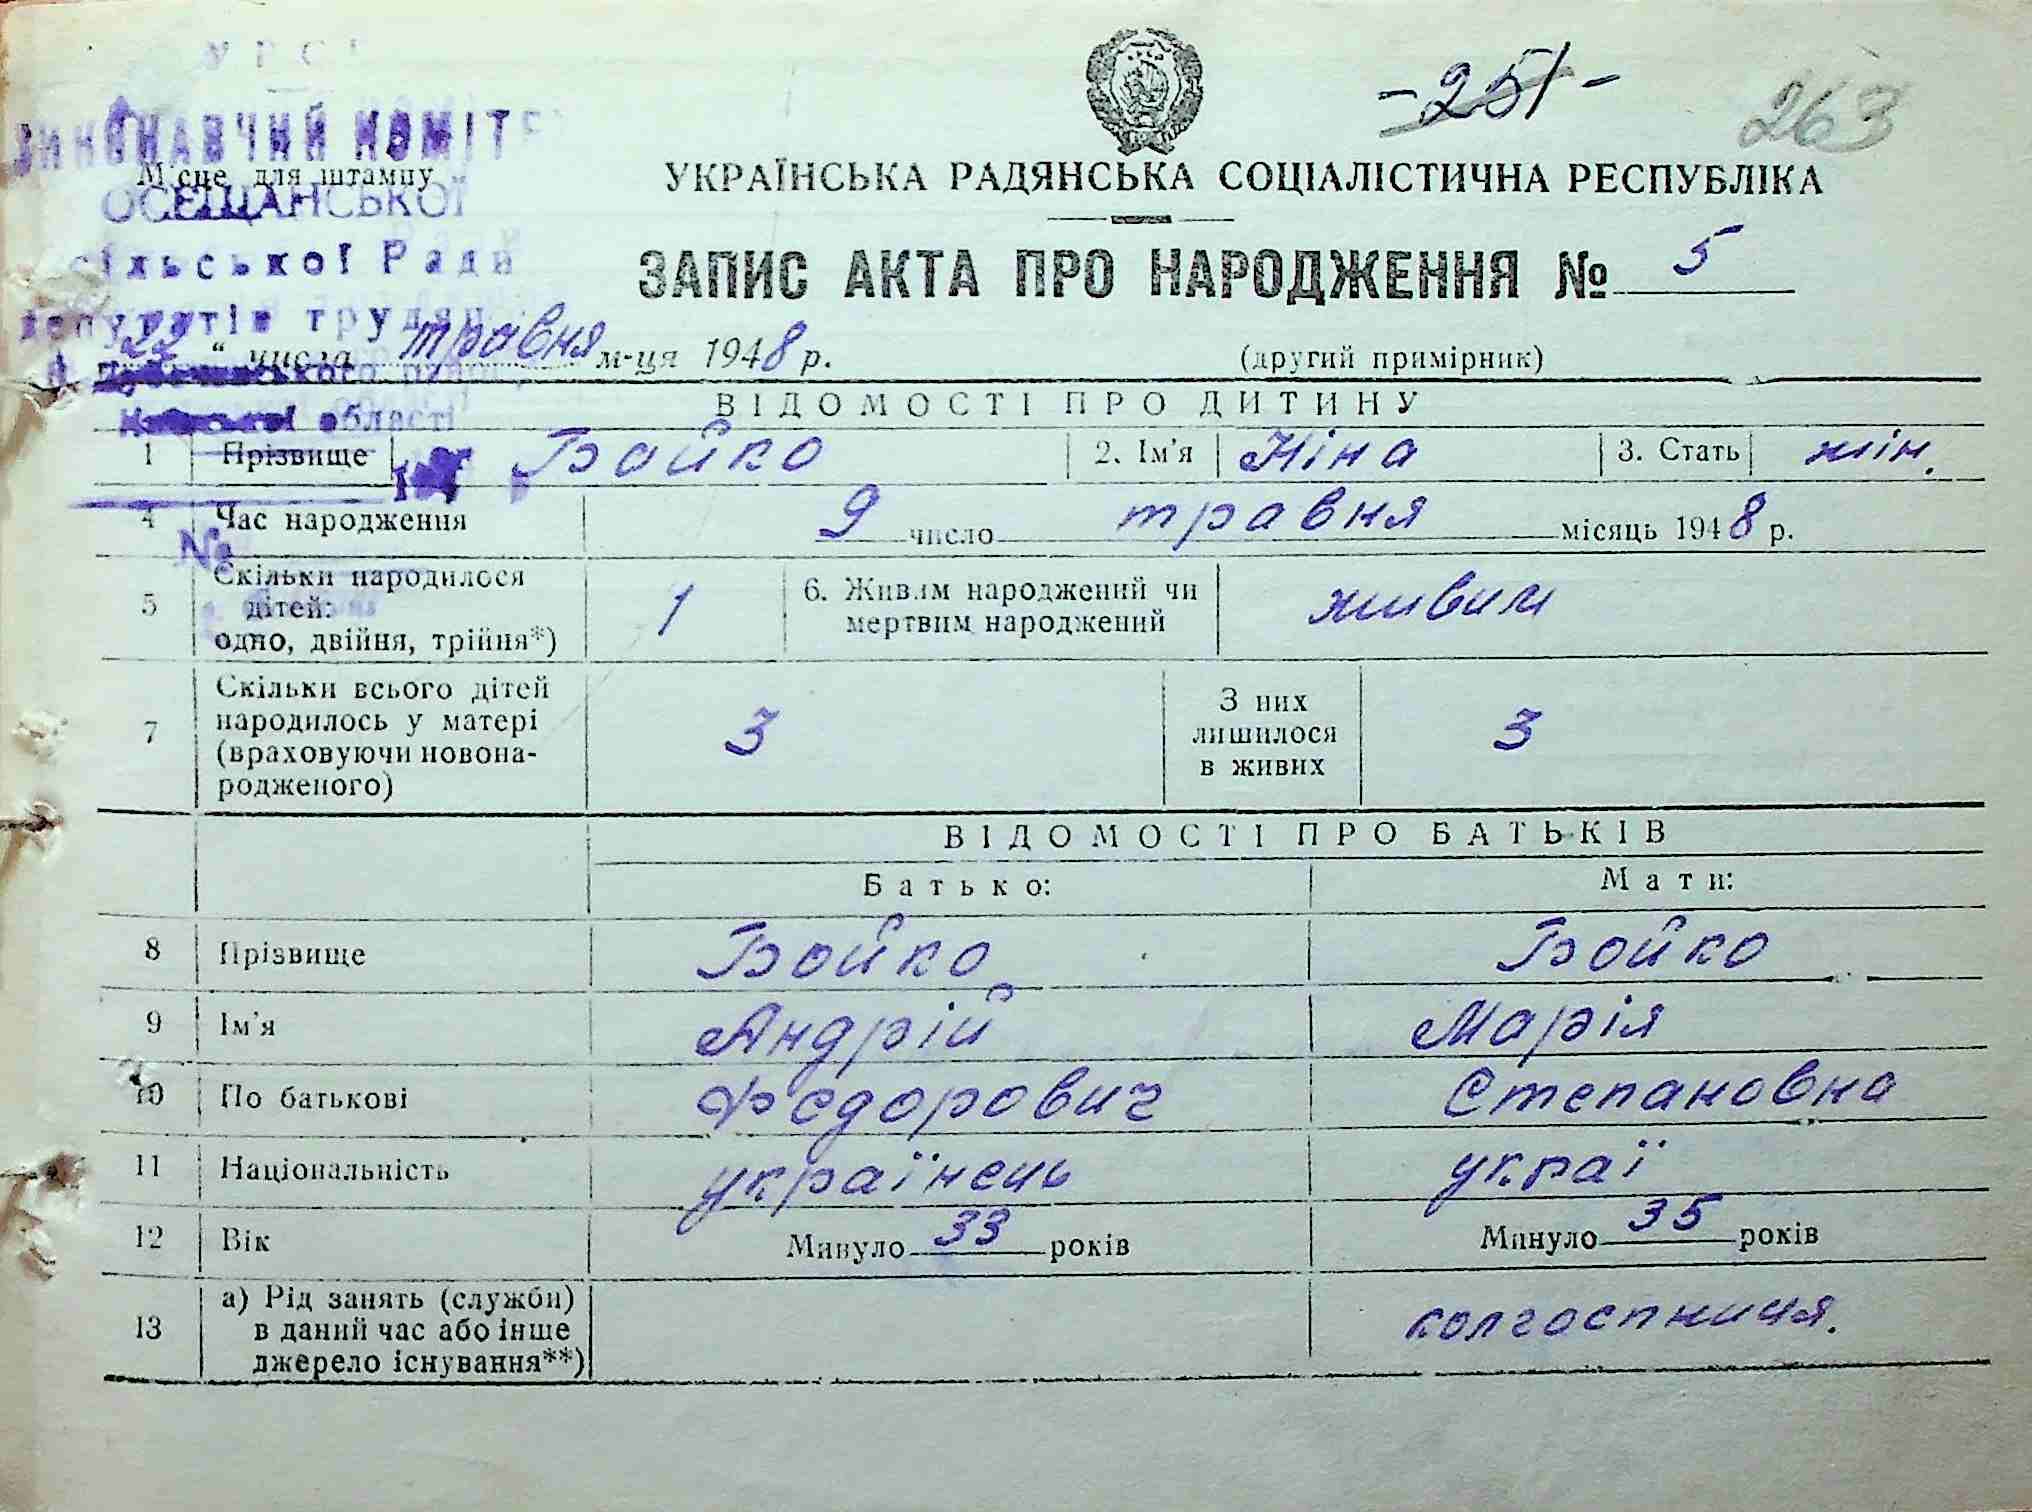 УРСР
ВИКОНАВЧИЙ КОМІТЕТ
Місце для штампу
ОСЕЩАНСЬКОЇ
сільської Ради
депутатів трудящ
області
№
-251-
263
УКРАЇНСЬКА РАДЯНСЬКА СОЦІАЛІСТИЧНА РЕСПУБЛІКА
ЗАПИС АКТА ПРО НАРОДЖЕННЯ № 5
22 “ числа травня м-ця 1948 р. (другий примірник)
ВІДОМОСТІ ПРО ДИТИНУ
1 Прізвище Бойко 2. Ім'я Ніна 3. Стать жін.
4 Час народження 9 число травня місяць 1948 р.
5 Скільки народилося дітей: одно, двійня, трійня*) 1 6. Живим народжений чи мертвим народжений живим
7 Скільки всього дітей народилось у матері (враховуючи новонародженого) 3 З них лишилося в живих 3
ВІДОМОСТІ ПРО БАТЬКІВ
Батько: Мати:
8 Прізвище Бойко Бойко
9 Ім'я Андрій Марія
10 По батькові Федорович Степановна
11 Національність українець украї
12 Вік Минуло 33 років Минуло 35 років
13 а) Рід занять (служби) в даний час або інше джерело існування**) колгоспниця.